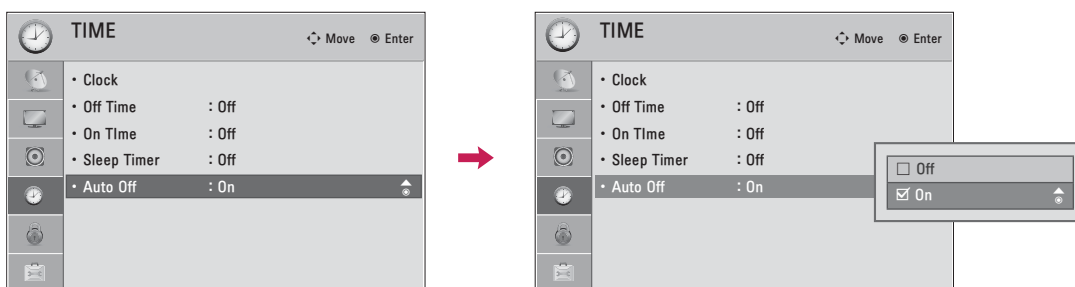 TIME
Move Enter
• Clock
• Off Time : Off
• On TIme : Off
• Sleep Timer : Off
• Auto Off : On
TIME
Move Enter
• Clock
• Off Time : Off
• On TIme : Off
• Sleep Timer : Off
• Auto Off : On
Off
On